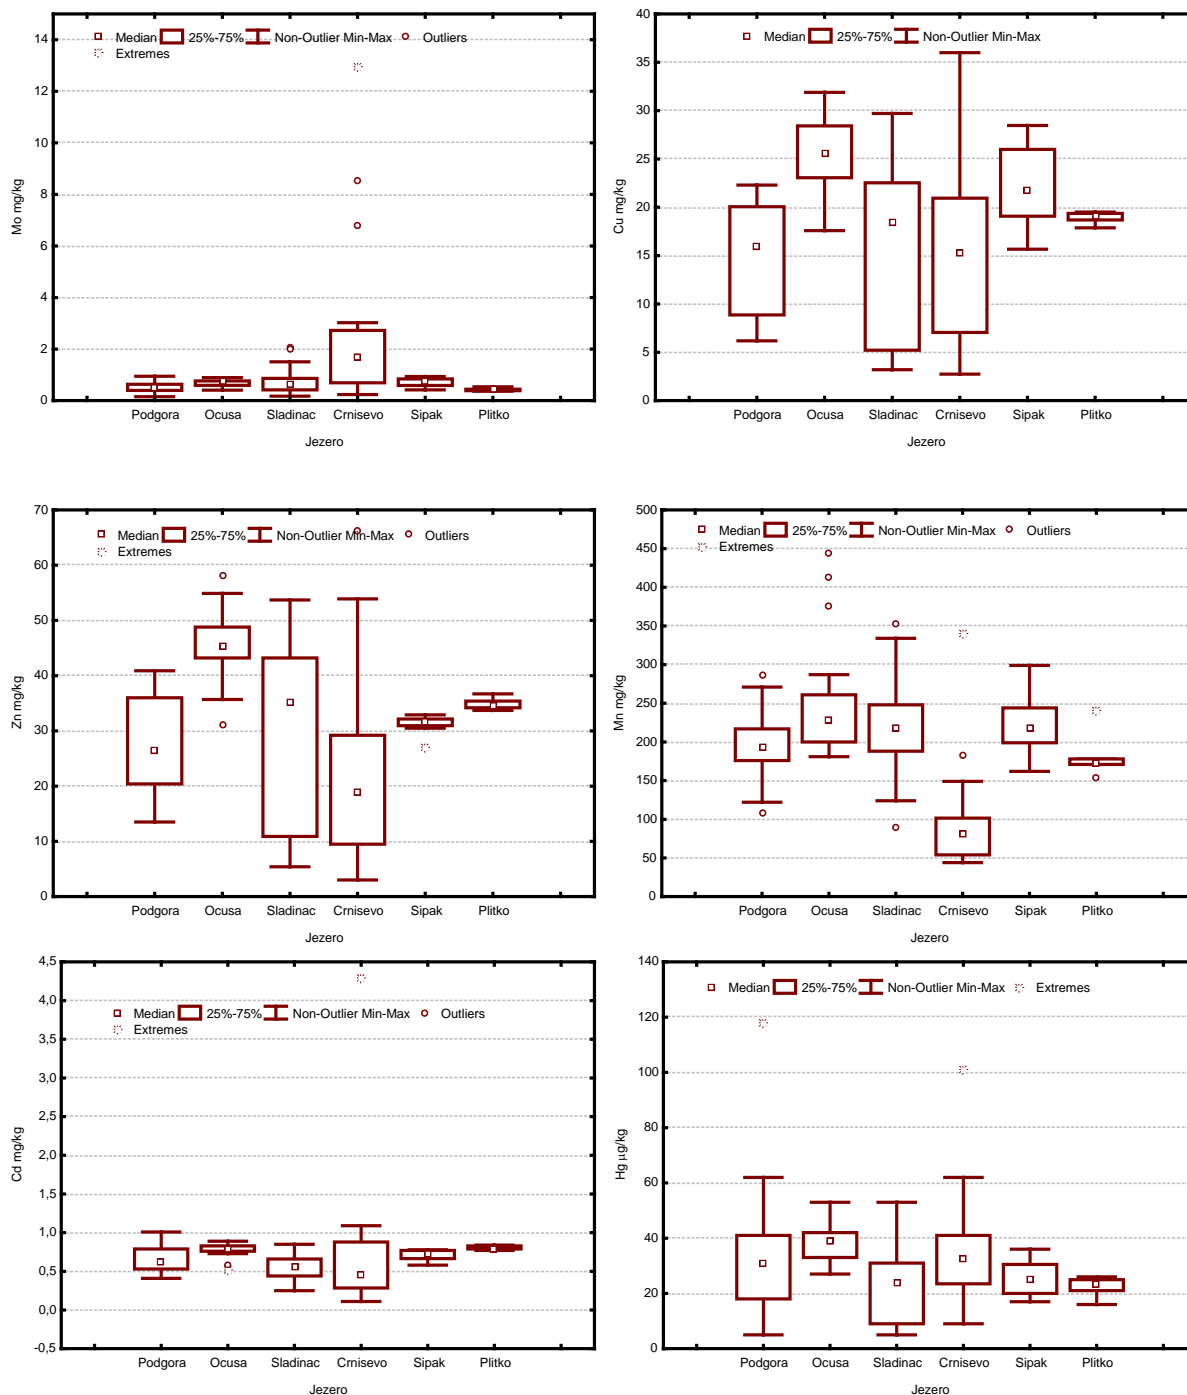 Median 25%-75% Non-Outlier Min-Max Outliers
Extremes
14
12
10
8
6
4
2
0
Mo mg/kg
Podgora Ocusa Sladinac Crnisevo Sipak Plitko
Jezero
Median 25%-75% Non-Outlier Min-Max
40
35
30
25
20
15
10
5
0
Cu mg/kg
Podgora Ocusa Sladinac Crnisevo Sipak Plitko
Jezero
Median 25%-75% Non-Outlier Min-Max Outliers
Extremes
70
60
50
40
30
20
10
0
Zn mg/kg
Podgora Ocusa Sladinac Crnisevo Sipak Plitko
Jezero
Median 25%-75% Non-Outlier Min-Max Outliers
Extremes
500
450
400
350
300
250
200
150
100
50
0
Mn mg/kg
Podgora Ocusa Sladinac Crnisevo Sipak Plitko
Jezero
Median 25%-75% Non-Outlier Min-Max Outliers
Extremes
4,5
4,0
3,5
3,0
2,5
2,0
1,5
1,0
0,5
0,0
-0,5
Cd mg/kg
Podgora Ocusa Sladinac Crnisevo Sipak Plitko
Jezero
Median 25%-75% Non-Outlier Min-Max Extremes
140
120
100
80
60
40
20
0
Hg μg/kg
Podgora Ocusa Sladinac Crnisevo Sipak Plitko
Jezero